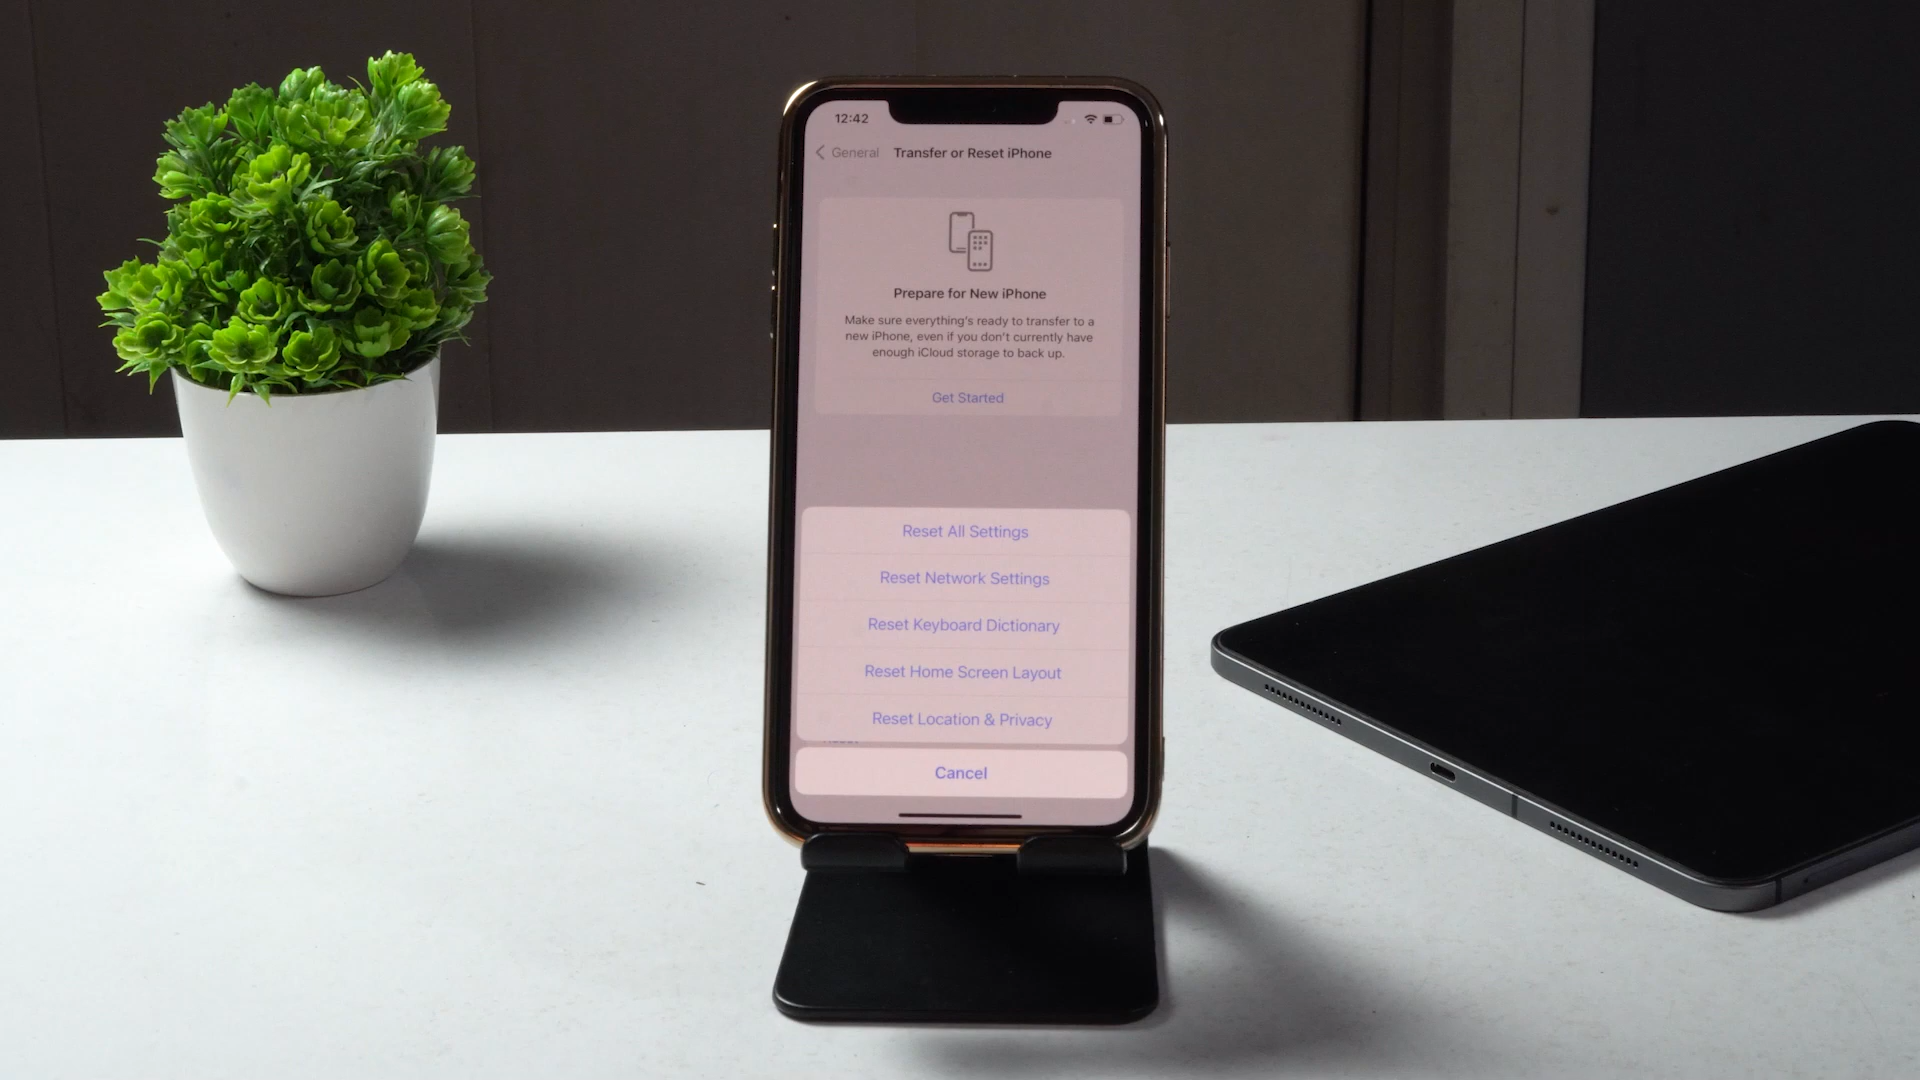 12:42
General Transfer or Reset iPhone
Prepare for New iPhone
Make sure everything's ready to transfer to a
new iPhone, even if you don't currently have
enough iCloud storage to back up.
Get Started
Reset All Settings
Reset Network Settings
Reset Keyboard Dictionary
Reset Home Screen Layout
Reset Location & Privacy
Cancel